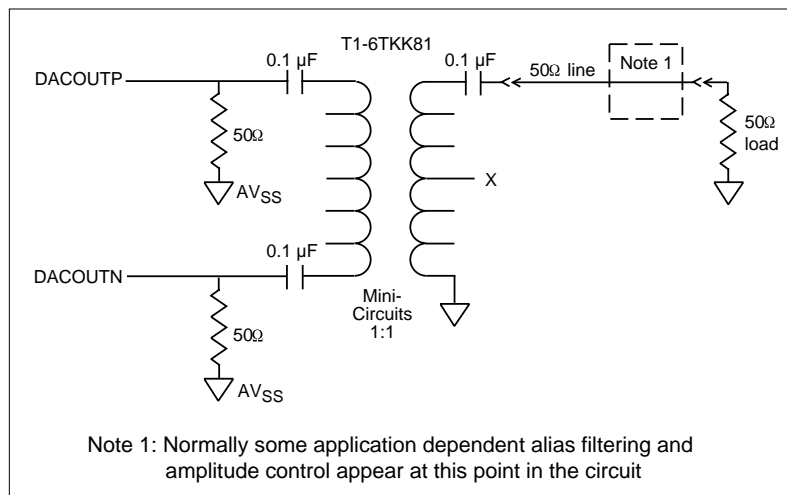 T1-6TKK81
0.1 µF
0.1 µF
DACOUTP
50Ω line
Note 1
50Ω
50Ω
load
AVSS
X
0.1 µF
DACOUTN
Mini-
Circuits
1:1
50Ω
AVSS
Note 1: Normally some application dependent alias filtering and
amplitude control appear at this point in the circuit